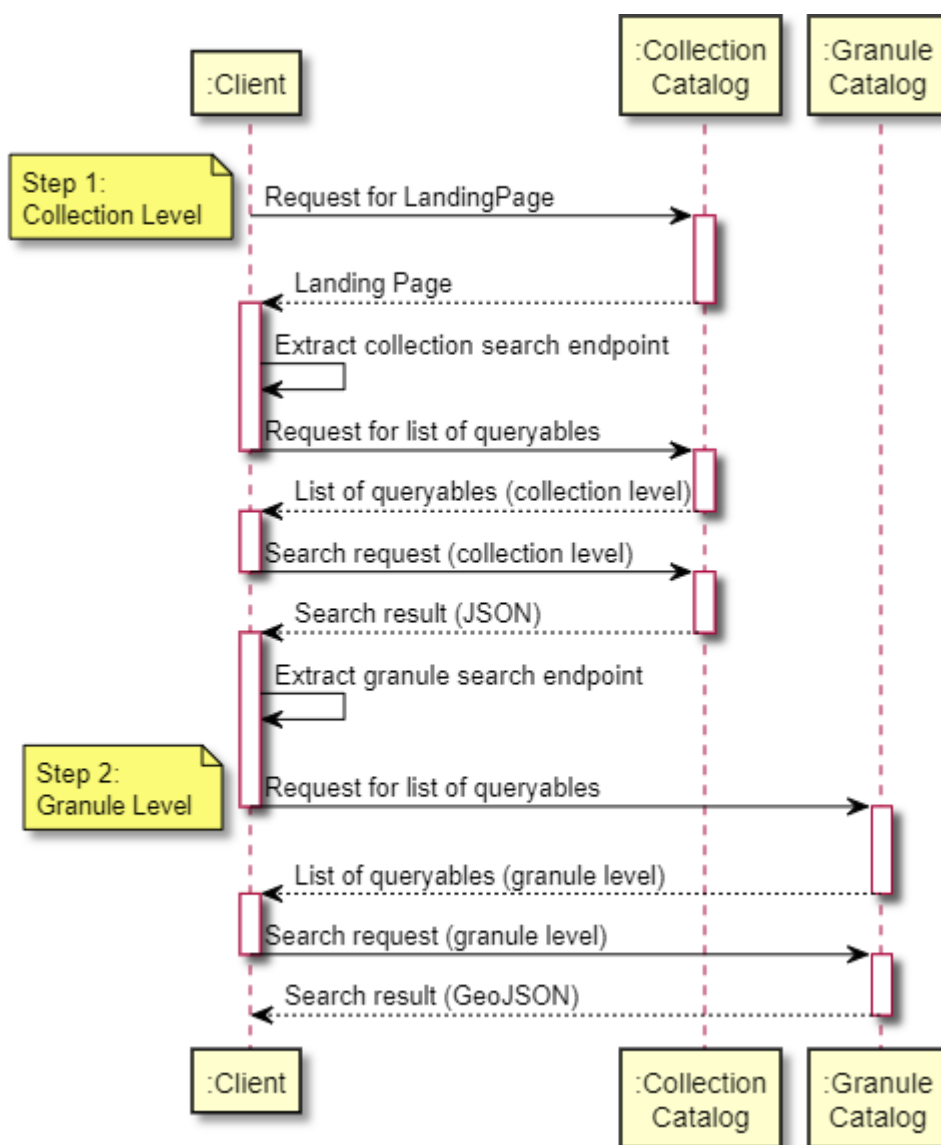 :Client
:Collection
Catalog
:Granule
Catalog
Step 1:
Collection Level
Request for LandingPage
Landing Page
Extract collection search endpoint
Request for list of queryables
List of queryables (collection level)
Search request (collection level)
Search result (JSON)
Extract granule search endpoint
Step 2:
Granule Level
Request for list of queryables
List of queryables (granule level)
Search request (granule level)
Search result (GeoJSON)
:Client
:Collection
Catalog
:Granule
Catalog